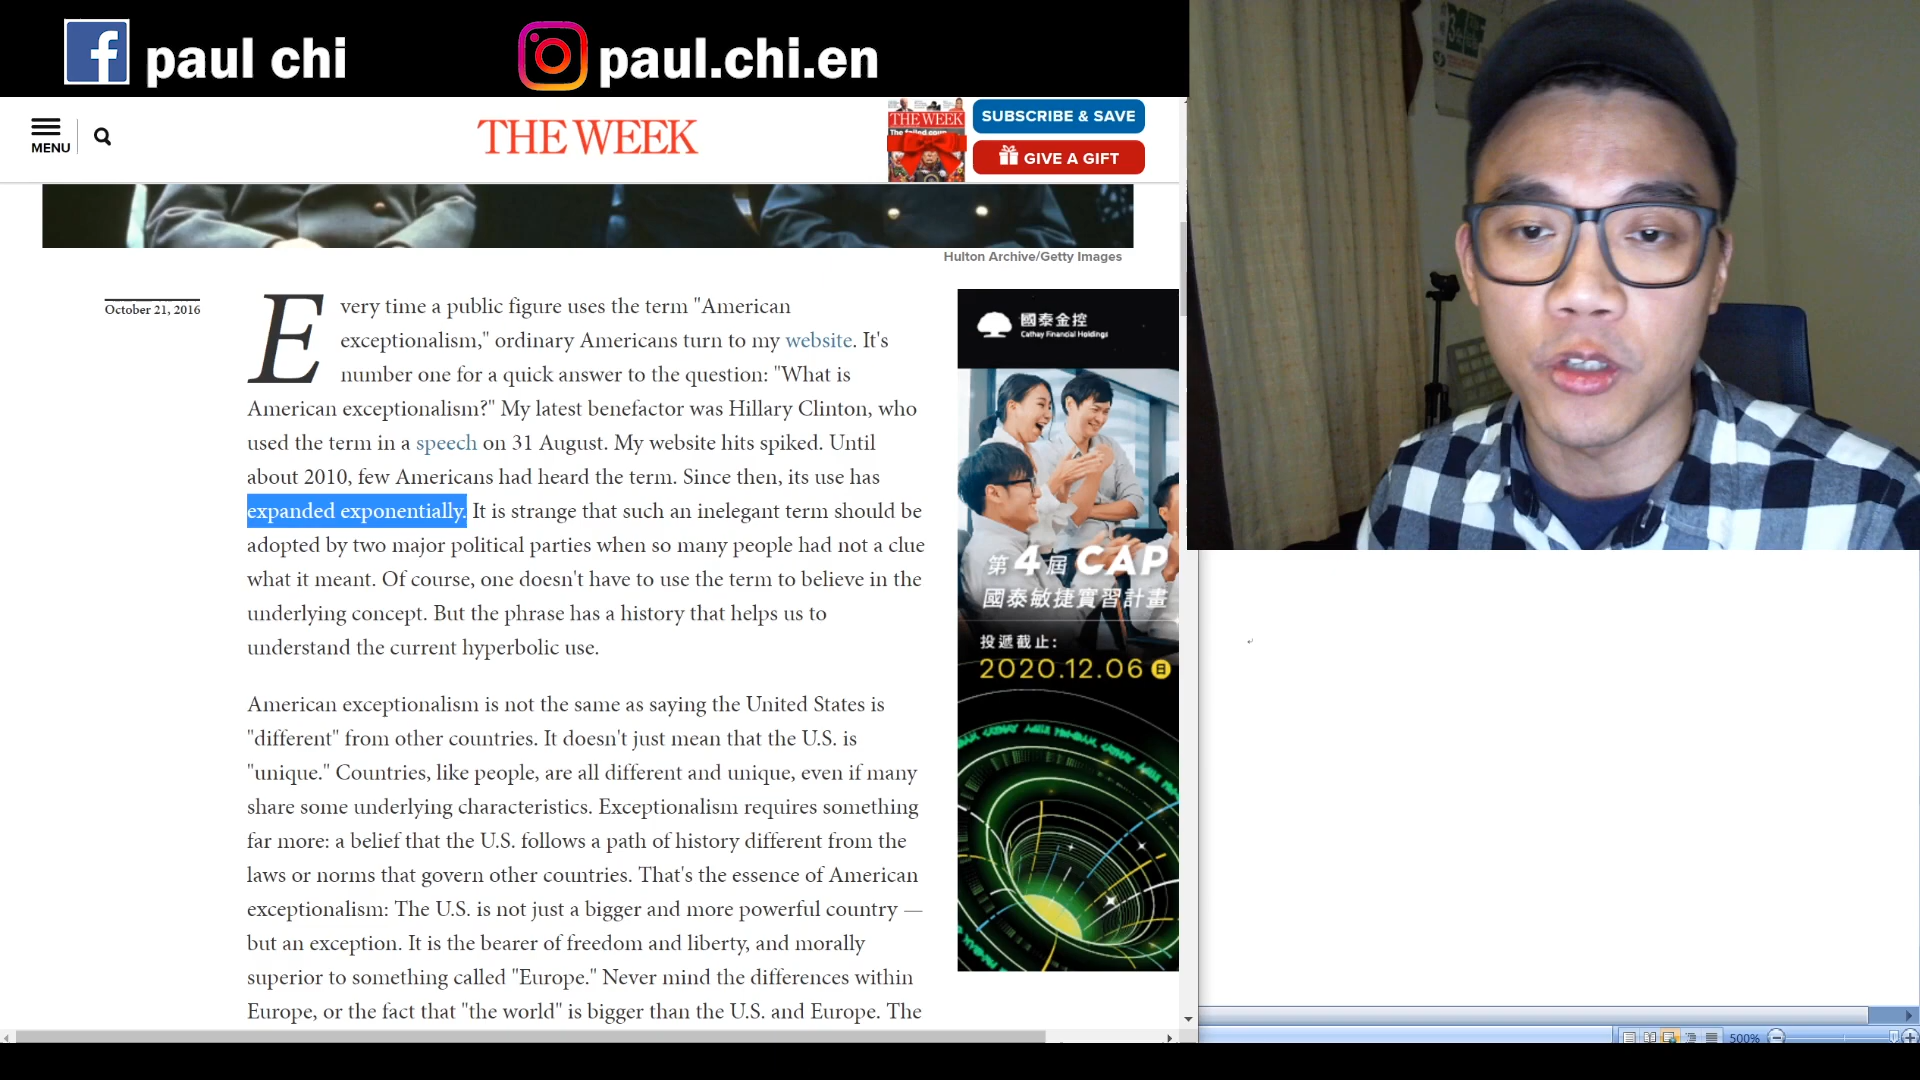 paul chi
paul.chi.en
MENU
THE WEEK
THE WEEK
SUBSCRIBE & SAVE
GIVE A GIFT
Hulton Archive/Getty Images
October 21, 2016
Every time a public figure uses the term "American
exceptionalism," ordinary Americans turn to my website. It's
number one for a quick answer to the question: "What is
American exceptionalism?" My latest benefactor was Hillary Clinton, who
used the term in a speech on 31 August. My website hits spiked. Until
about 2010, few Americans had heard the term. Since then, its use has
expanded exponentially. It is strange that such an inelegant term should be
adopted by two major political parties when so many people had not a clue
what it meant. Of course, one doesn't have to use the term to believe in the
underlying concept. But the phrase has a history that helps us to
understand the current hyperbolic use.
American exceptionalism is not the same as saying the United States is
"different" from other countries. It doesn't just mean that the U.S. is
"unique." Countries, like people, are all different and unique, even if many
share some underlying characteristics. Exceptionalism requires something
far more: a belief that the U.S. follows a path of history different from the
laws or norms that govern other countries. That's the essence of American
exceptionalism: The U.S. is not just a bigger and more powerful country —
but an exception. It is the bearer of freedom and liberty, and morally
superior to something called "Europe." Never mind the differences within
Europe, or the fact that "the world" is bigger than the U.S. and Europe. The
國泰金控
Cathay Financial Holdings
第4屆 CAP
國泰敏捷實習計畫
投遞截止:
2020.12.06 日
500%